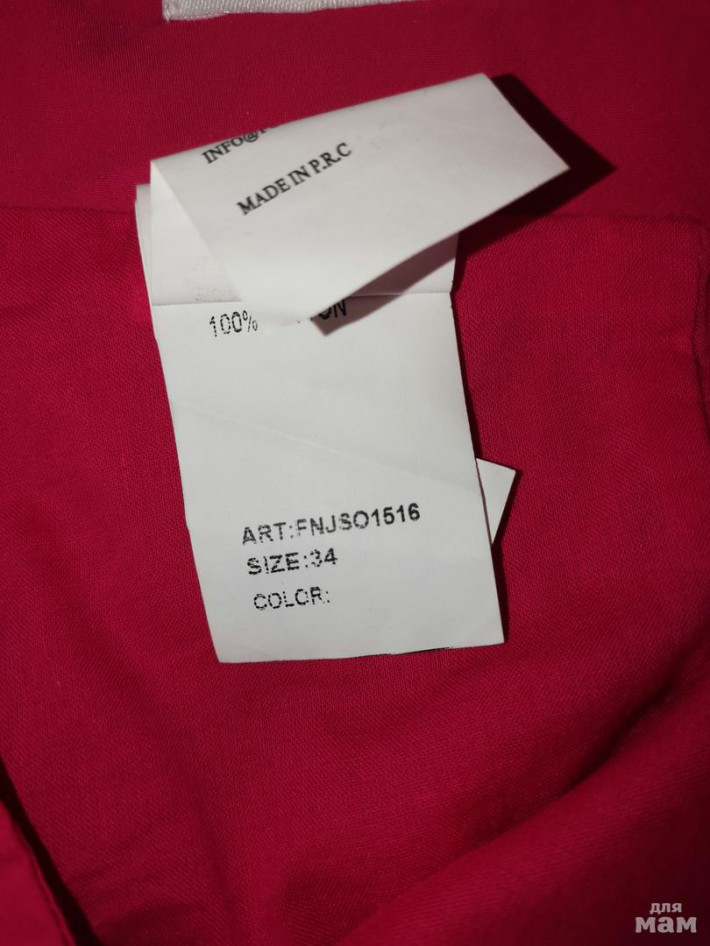 INFO@
MADE IN P.R.C
100%
ART:FNJSO1516
SIZE:34
COLOR:
для
мам